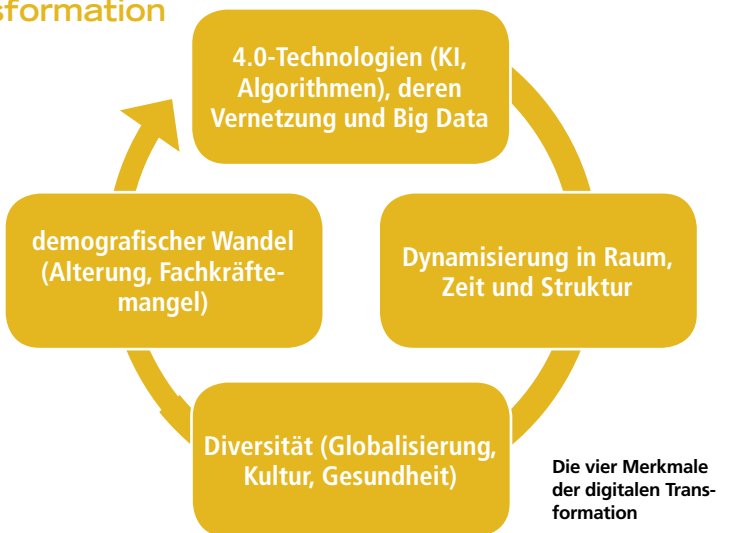 sformation
4.0-Technologien (KI,
Algorithmen), deren
Vernetzung und Big Data
Dynamisierung in Raum,
Zeit und Struktur
Diversität (Globalisierung,
Kultur, Gesundheit)
demografischer Wandel
(Alterung, Fachkräfte-
mangel)
Die vier Merkmale
der digitalen Trans-
formation